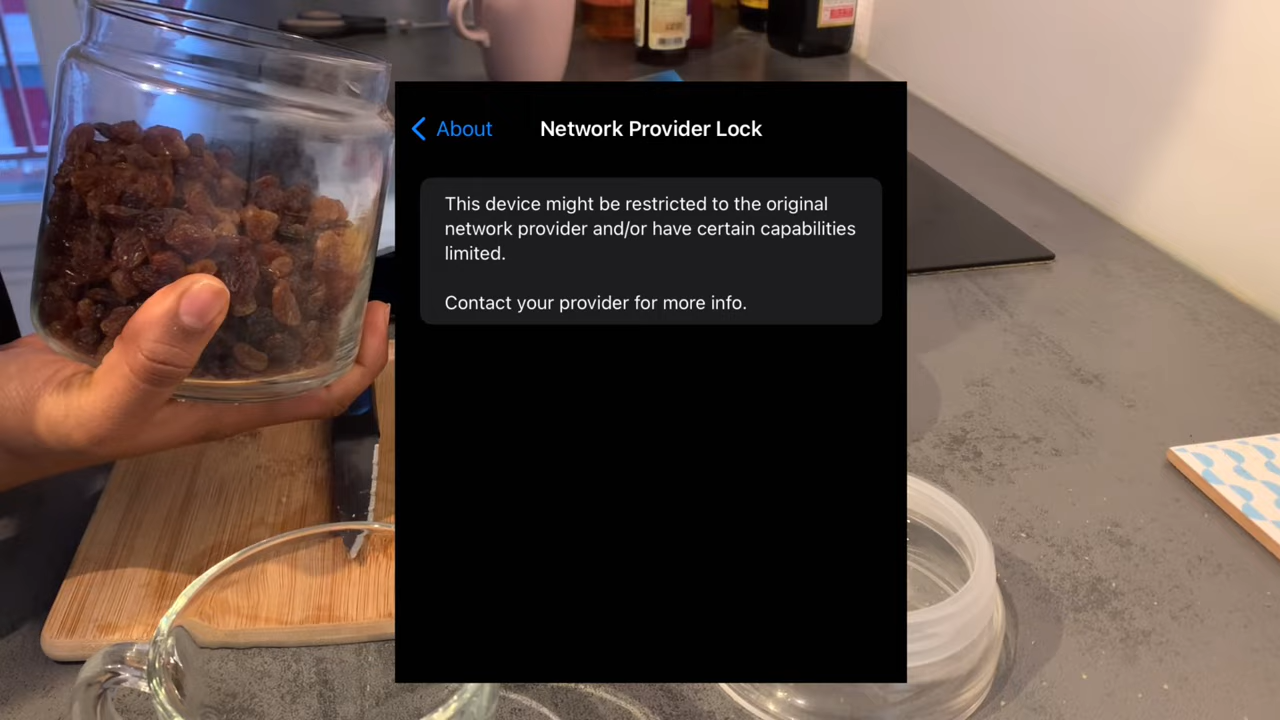 About
Network Provider Lock
This device might be restricted to the original
network provider and/or have certain capabilities
limited.
Contact your provider for more info.